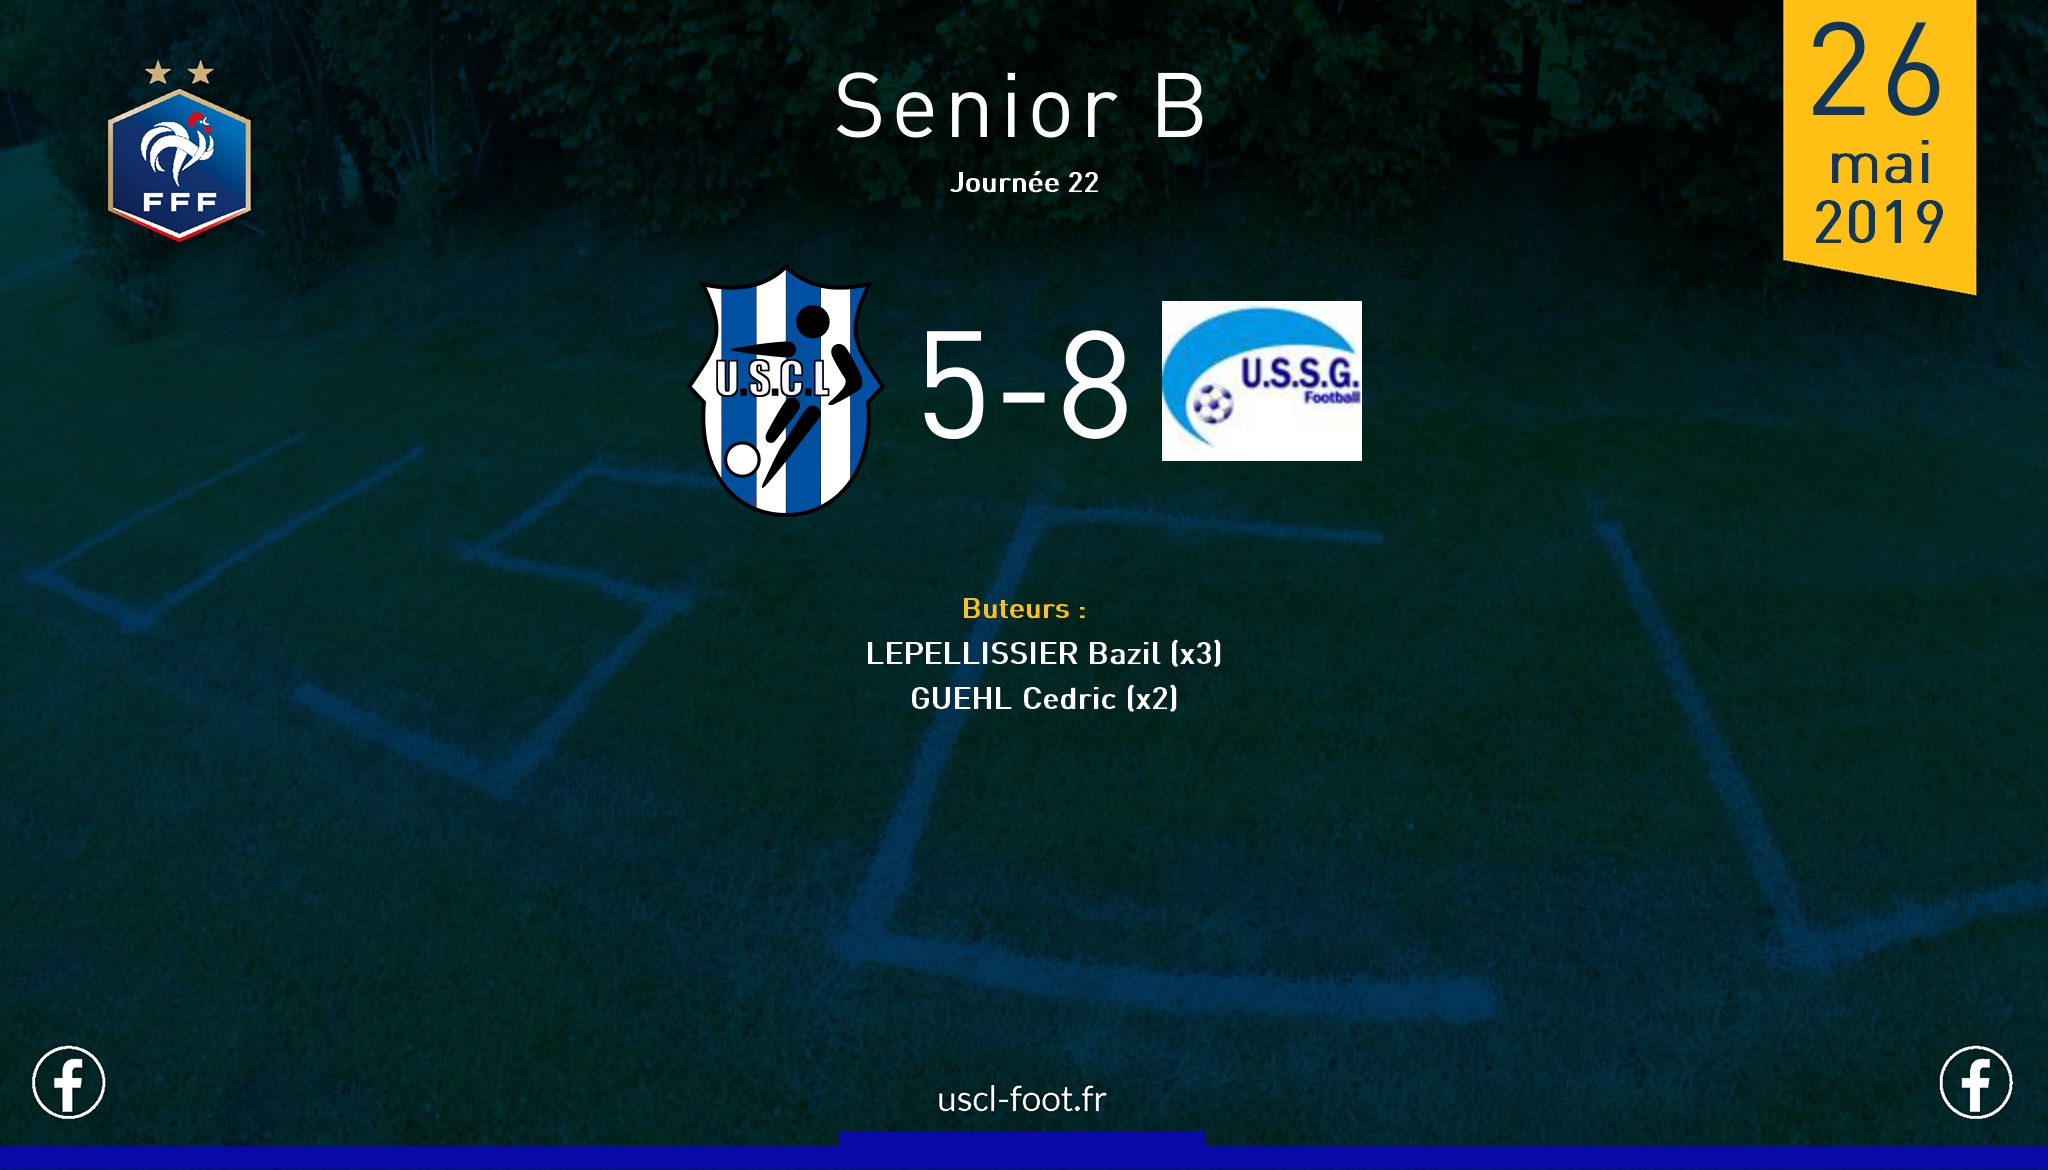 Senior B
Journée 22
26
mai
2019
FFF
U.S.C.L
5-8
U.S.S.G.
Football
Buteurs :
LEPELLISSIER Bazil (x3)
GUEHL Cedric (x2)
USCL
uscl-foot.fr